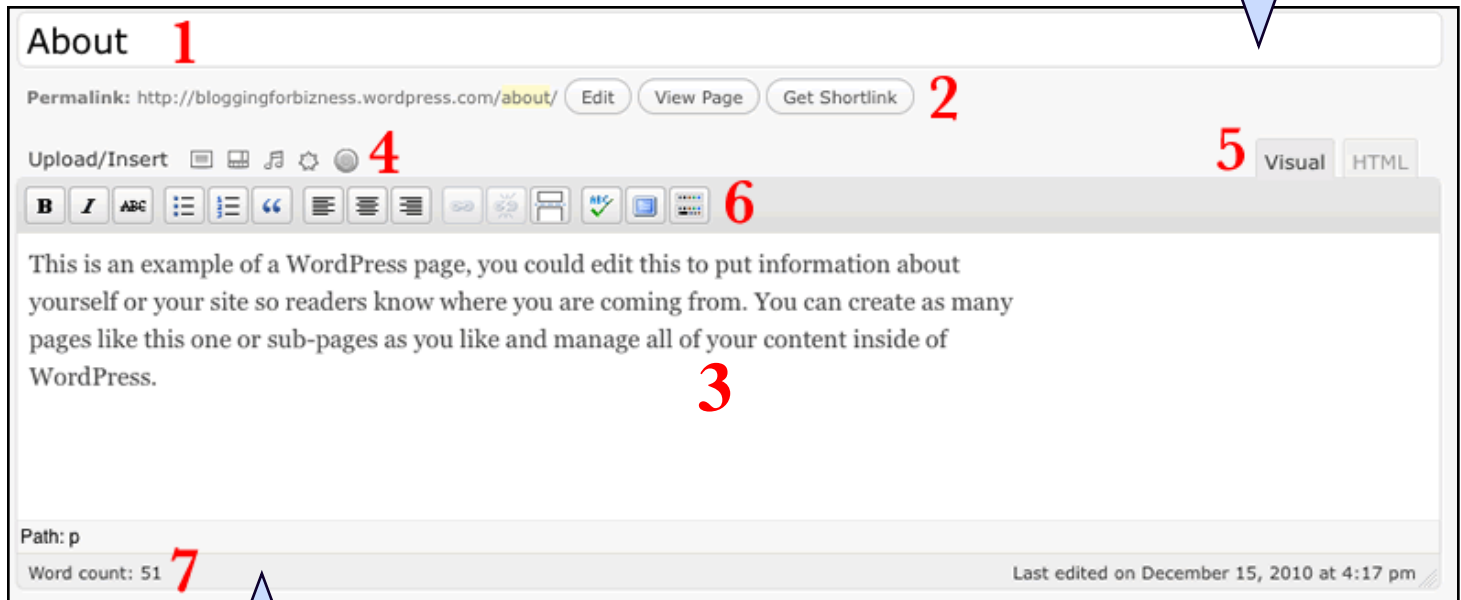 About 1
Permalink: http://bloggingforbizness.wordpress.com/about/ Edit View Page Get Shortlink 2
Upload/Insert 4 5 Visual HTML
B I ABC “ ABC 6
This is an example of a WordPress page, you could edit this to put information about
yourself or your site so readers know where you are coming from. You can create as many
pages like this one or sub-pages as you like and manage all of your content inside of
WordPress.
3
Path: p
Word count: 51 7 Last edited on December 15, 2010 at 4:17 pm